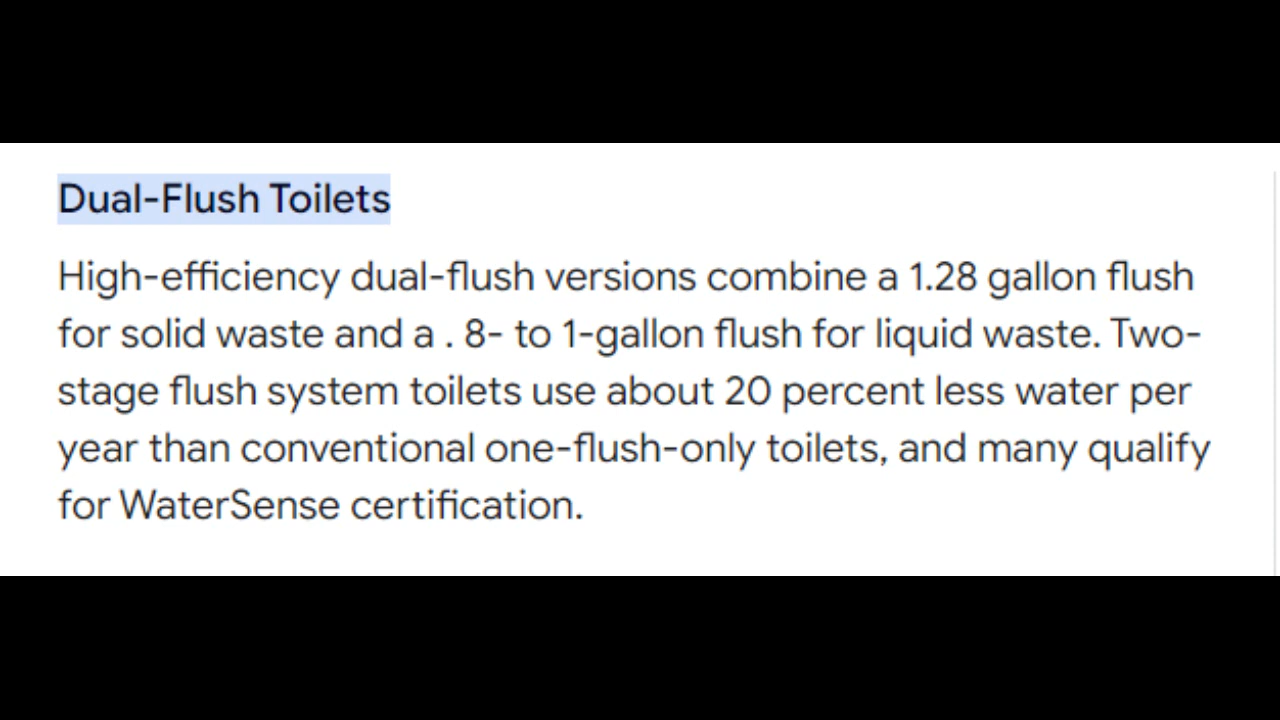 Dual-Flush Toilets
High-efficiency dual-flush versions combine a 1.28 gallon flush
for solid waste and a . 8- to 1-gallon flush for liquid waste. Two-
stage flush system toilets use about 20 percent less water per
year than conventional one-flush-only toilets, and many qualify
for WaterSense certification.